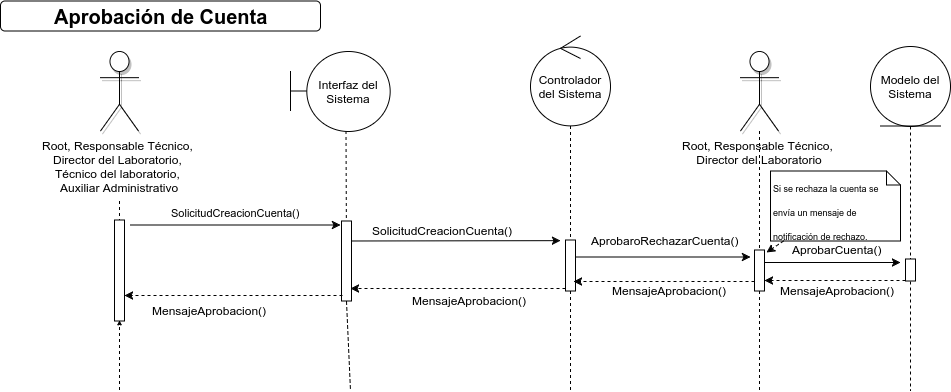 Aprobación de Cuenta
Interfaz del
Sistema
Controlador
del Sistema
Modelo del
Sistema
Root, Responsable Técnico,
Director del Laboratorio,
Técnico del laboratorio,
Auxiliar Administrativo
Root, Responsable Técnico,
Director del Laboratorio
Si se rechaza la cuenta se
envía un mensaje de
notificación de rechazo.
SolicitudCreacionCuenta()
SolicitudCreacionCuenta()
AprobaroRechazarCuenta()
AprobarCuenta()
MensajeAprobacion()
MensajeAprobacion()
MensajeAprobacion()
MensajeAprobacion()